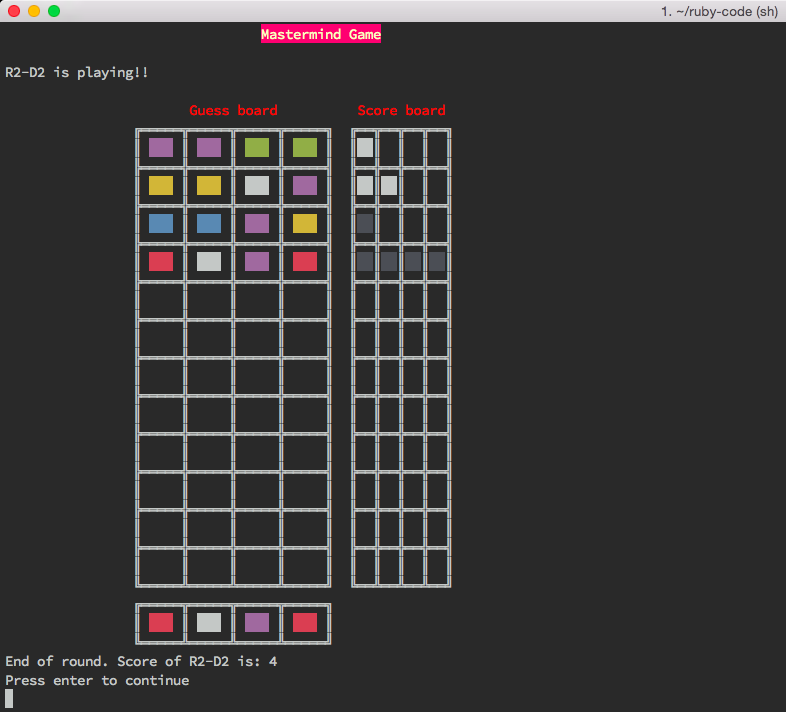 1. ~/ruby-code (sh)
Mastermind Game
R2-D2 is playing!!
Guess board Score board
End of round. Score of R2-D2 is: 4
Press enter to continue